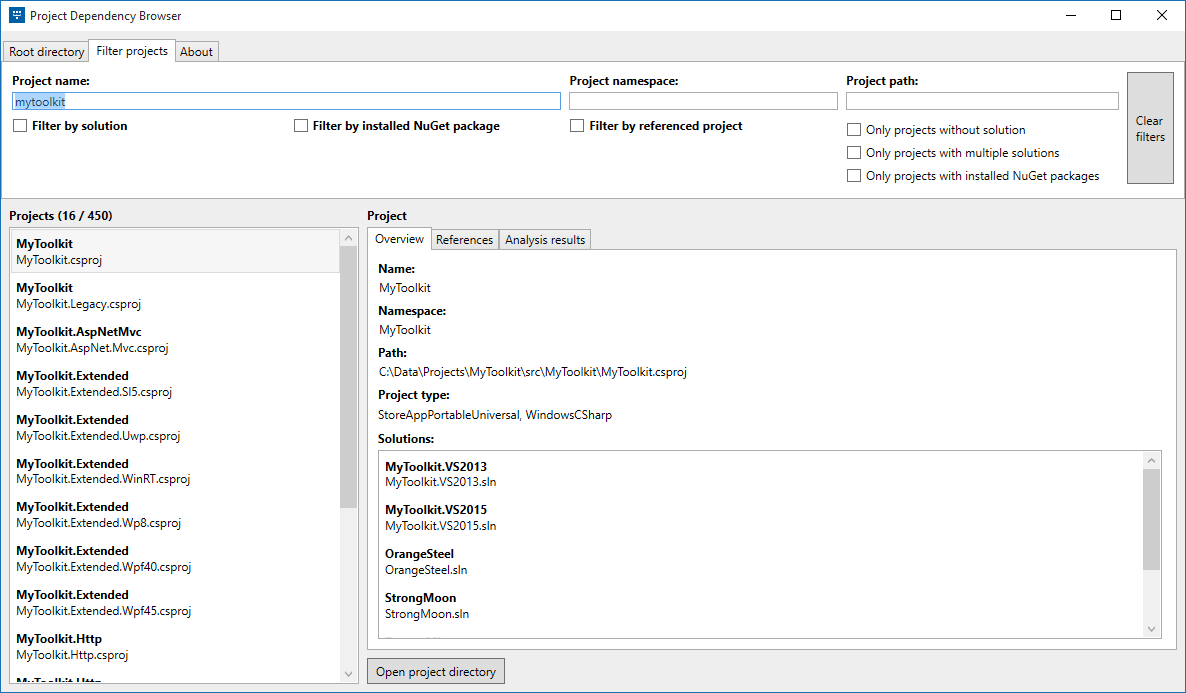 Project Dependency Browser
Root directory
Filter projects
About
Project name:
Project namespace:
Project path:
mytoolkit
Clear
filters
Filter by solution
Filter by installed NuGet package
Filter by referenced project
Only projects without solution
Only projects with multiple solutions
Only projects with installed NuGet packages
Projects (16 / 450)
MyToolkit
MyToolkit.csproj
MyToolkit
MyToolkit.Legacy.csproj
MyToolkit.AspNetMvc
MyToolkit.AspNet.Mvc.csproj
MyToolkit.Extended
MyToolkit.Extended.Sl5.csproj
MyToolkit.Extended
MyToolkit.Extended.Uwp.csproj
MyToolkit.Extended
MyToolkit.Extended.WinRT.csproj
MyToolkit.Extended
MyToolkit.Extended.Wp8.csproj
MyToolkit.Extended
MyToolkit.Extended.Wpf40.csproj
MyToolkit.Extended
MyToolkit.Extended.Wpf45.csproj
MyToolkit.Http
MyToolkit.Http.csproj
MyToolkit.Http
Project
Overview
References
Analysis results
Name:
MyToolkit
Namespace:
MyToolkit
Path:
C:\Data\Projects\MyToolkit\src\MyToolkit\MyToolkit.csproj
Project type:
StoreAppPortableUniversal, WindowsCSharp
Solutions:
MyToolkit.VS2013
MyToolkit.VS2013.sln
MyToolkit.VS2015
MyToolkit.VS2015.sln
OrangeSteel
OrangeSteel.sln
StrongMoon
StrongMoon.sln
Open project directory